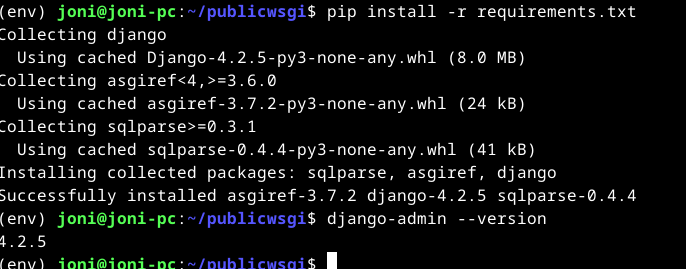 (env) joni@joni-pc:~/publicwsgi$ pip install -r requirements.txt
Collecting django
  Using cached Django-4.2.5-py3-none-any.whl (8.0 MB)
Collecting asgiref<4,>=3.6.0
  Using cached asgiref-3.7.2-py3-none-any.whl (24 kB)
Collecting sqlparse>=0.3.1
  Using cached sqlparse-0.4.4-py3-none-any.whl (41 kB)
Installing collected packages: sqlparse, asgiref, django
Successfully installed asgiref-3.7.2 django-4.2.5 sqlparse-0.4.4
(env) joni@joni-pc:~/publicwsgi$ django-admin --version
4.2.5
(env) joni@joni-pc:~/publicwsgi$